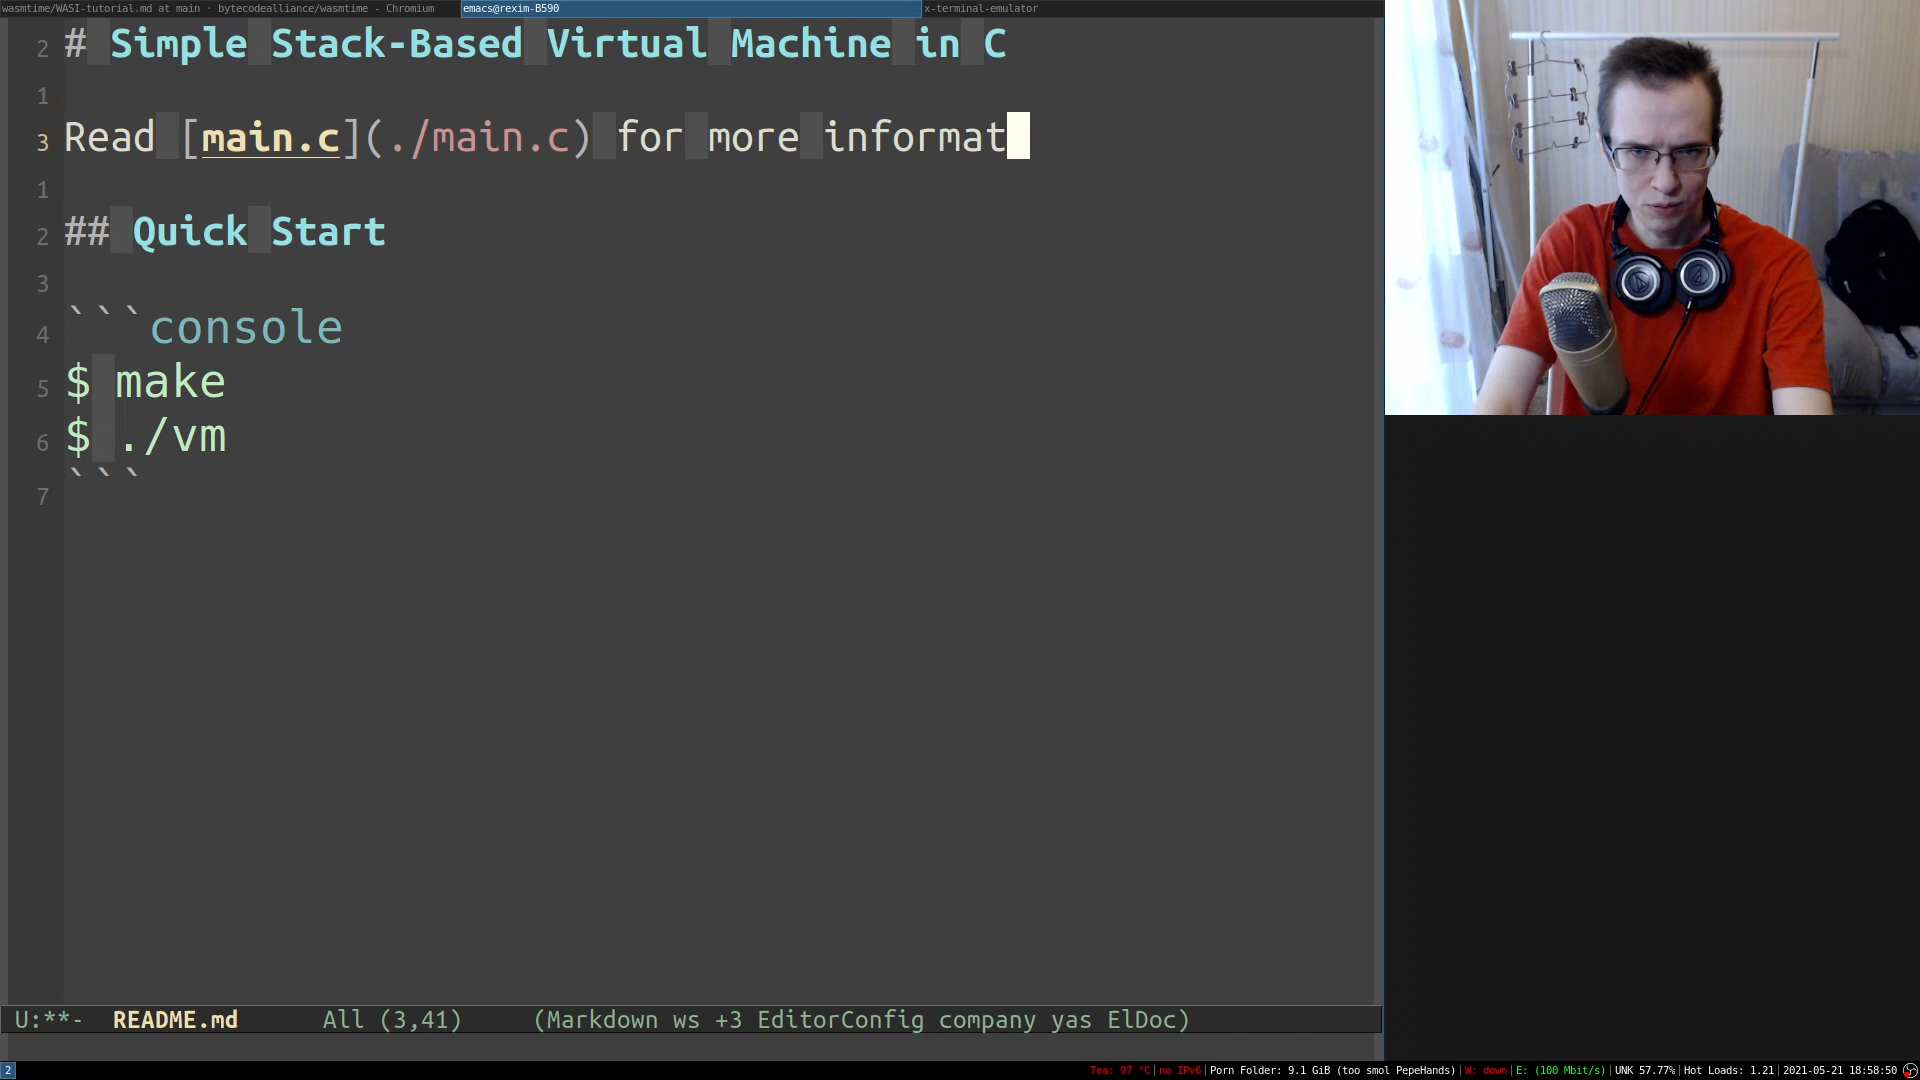 wasmtime/WASI-tutorial.md at main · bytecodealliance/wasmtime - Chromium
emacs@rexim-B590
x-terminal-emulator
2 # Simple Stack-Based Virtual Machine in C
1
3 Read [main.c](./main.c) for more informat
1
2 ## Quick Start
3
4 ```console
5 $ make
6 $ ./vm
7 ```
U:**- README.md All (3,41) (Markdown ws +3 EditorConfig company yas ElDoc)
2 Tea: 97 °C|no IPv6|Porn Folder: 9.1 GiB (too smol PepeHands)|W: down|E: (100 Mbit/s)|UNK 57.77%|Hot Loads: 1.21|2021-05-21 18:58:50